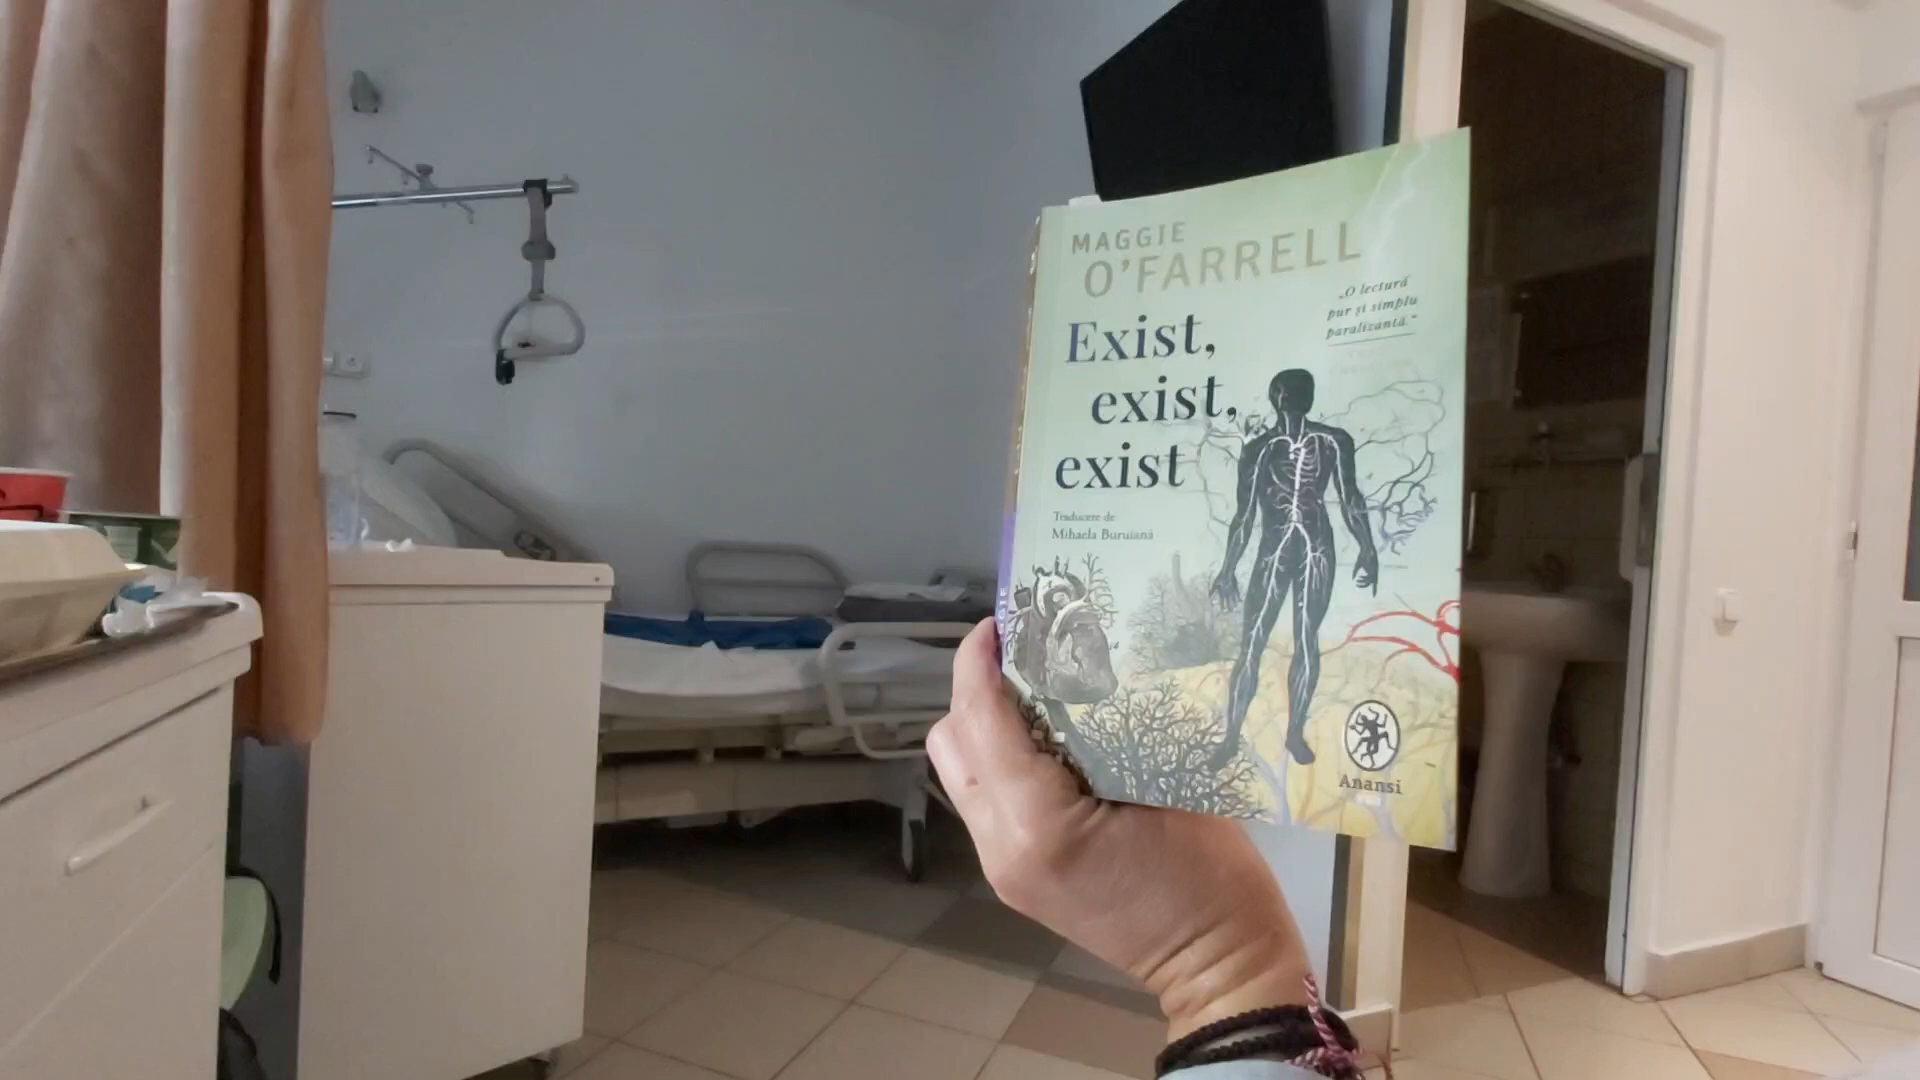 MAGGIE
O'FARRELL
„O lectură
pur și simplu
paralizantă.”
Exist,
exist,
exist
Traducere de
Mihaela Buruiană
Anansi